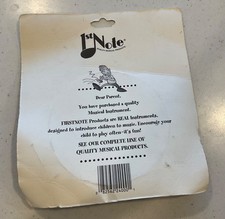 1st Note
Dear Parent,
You have purchased a quality
Musical Instrument.
FIRSTNOTE Products are REAL Instruments,
designed to introduce children to music. Encourage your
child to play often-it's fun!
SEE OUR COMPLETE LINE OF
QUALITY MUSICAL PRODUCTS.